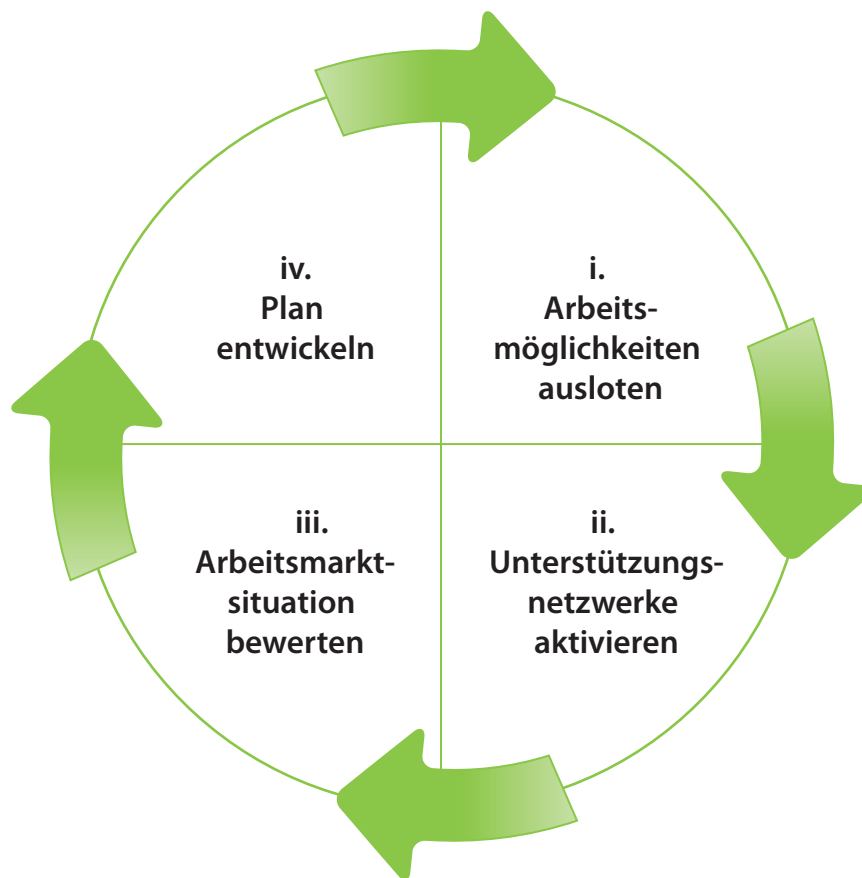 i.
Arbeits-
möglichkeiten
ausloten
ii.
Unterstützungs-
netzwerke
aktivieren
iii.
Arbeitsmarkt-
situation
bewerten
iv.
Plan
entwickeln